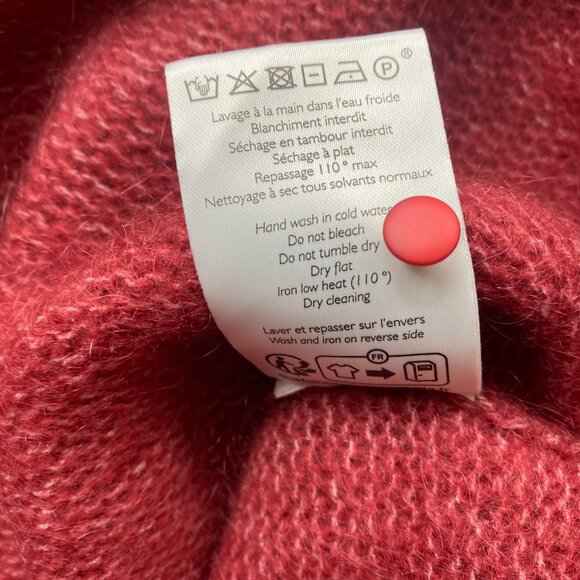 P ®
Lavage à la main dans l'eau froide
Blanchiment interdit
Séchage en tambour interdit
Séchage à plat
Repassage 110° max
Nettoyage à sec tous solvants normaux
Hand wash in cold water
Do not bleach
Do not tumble dry
Dry flat
Iron low heat (110°)
Dry cleaning
Laver et repasser sur l'envers
Wash and iron on reverse side
FR